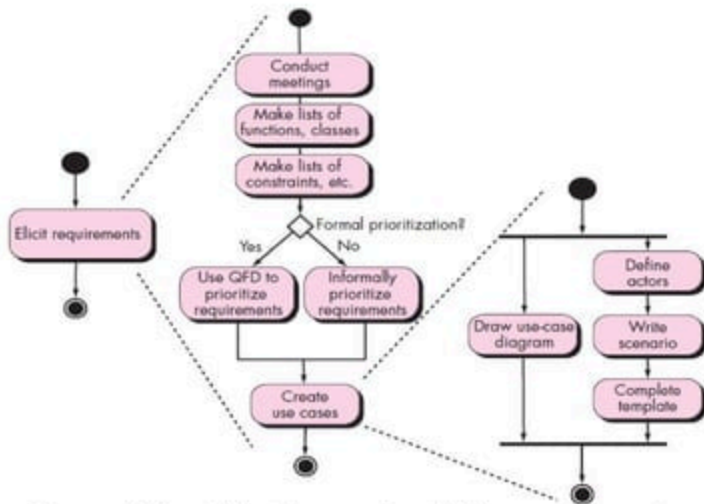 Elicit requirements
Conduct
meetings
Make lists of
functions, classes
Make lists of
constraints, etc.
Formal prioritization?
Yes
No
Use QFD to
prioritize
requirements
Informally
prioritize
requirements
Create
use cases
Draw use-case
diagram
Define
actors
Write
scenario
Complete
template